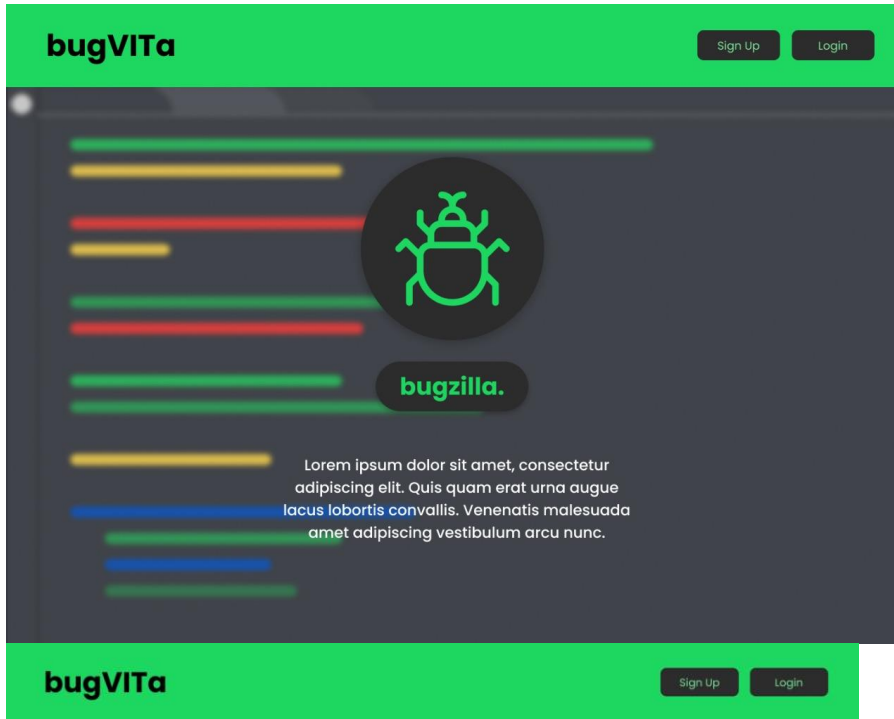 bugVITa
Sign Up
Login
bugzilla.
Lorem ipsum dolor sit amet, consectetur
adipiscing elit. Quis quam erat urna augue
lacus lobortis convallis. Venenatis malesuada
amet adipiscing vestibulum arcu nunc.
bugVITa
Sign Up
Login